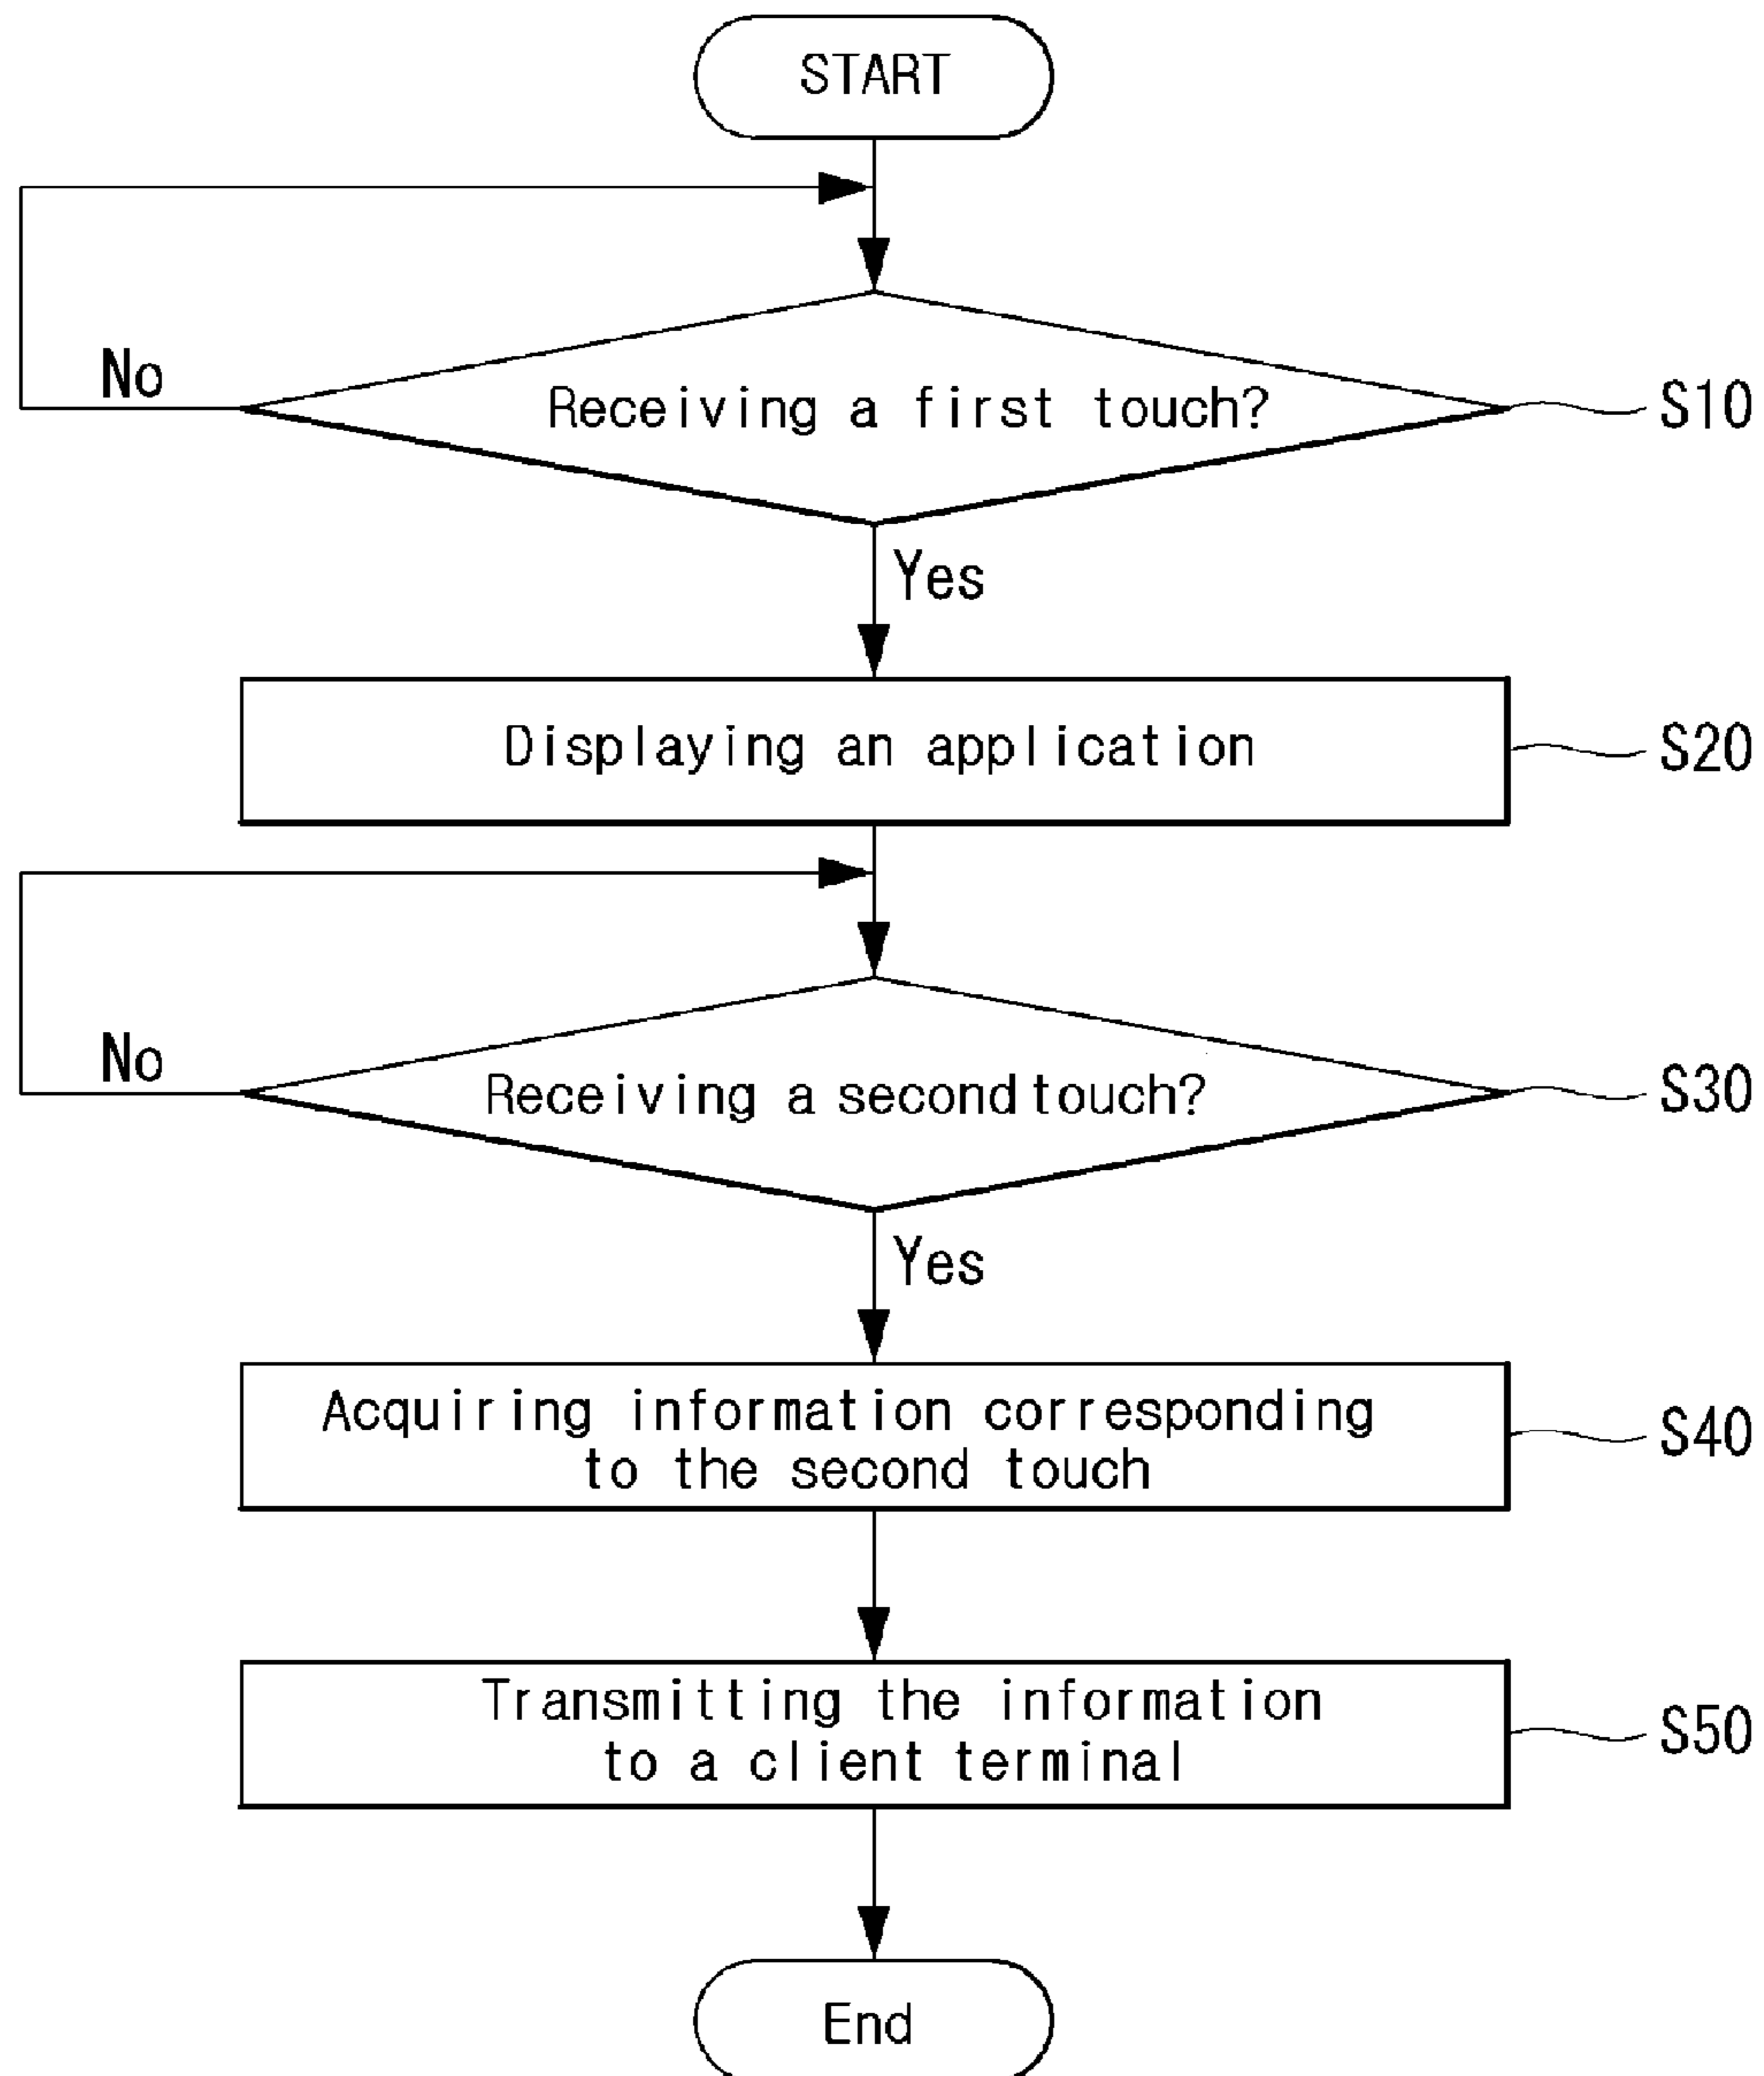 START
No
Receiving a first touch?
S10
Yes
Displaying an application
S20
No
Receiving a second touch?
S30
Yes
Acquiring information corresponding
to the second touch
S40
Transmitting the information
to a client terminal
S50
End